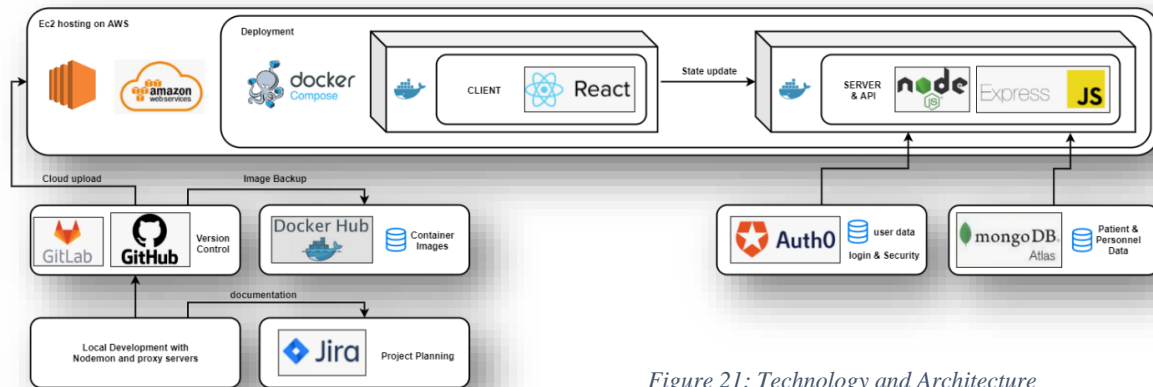 Ec2 hosting on AWS
amazon
webservices
Deployment
docker
Compose
CLIENT
React
State update
SERVER
& API
node
JS
Express
JS
Cloud upload
Image Backup
GitLab
GitHub
Version
Control
Docker Hub
Container
Images
Auth0
user data
login & Security
mongoDB
Atlas
Patient &
Personnel
Data
documentation
Local Development with
Nodemon and proxy servers
Jira
Project Planning
Figure 21: Technology and Architecture